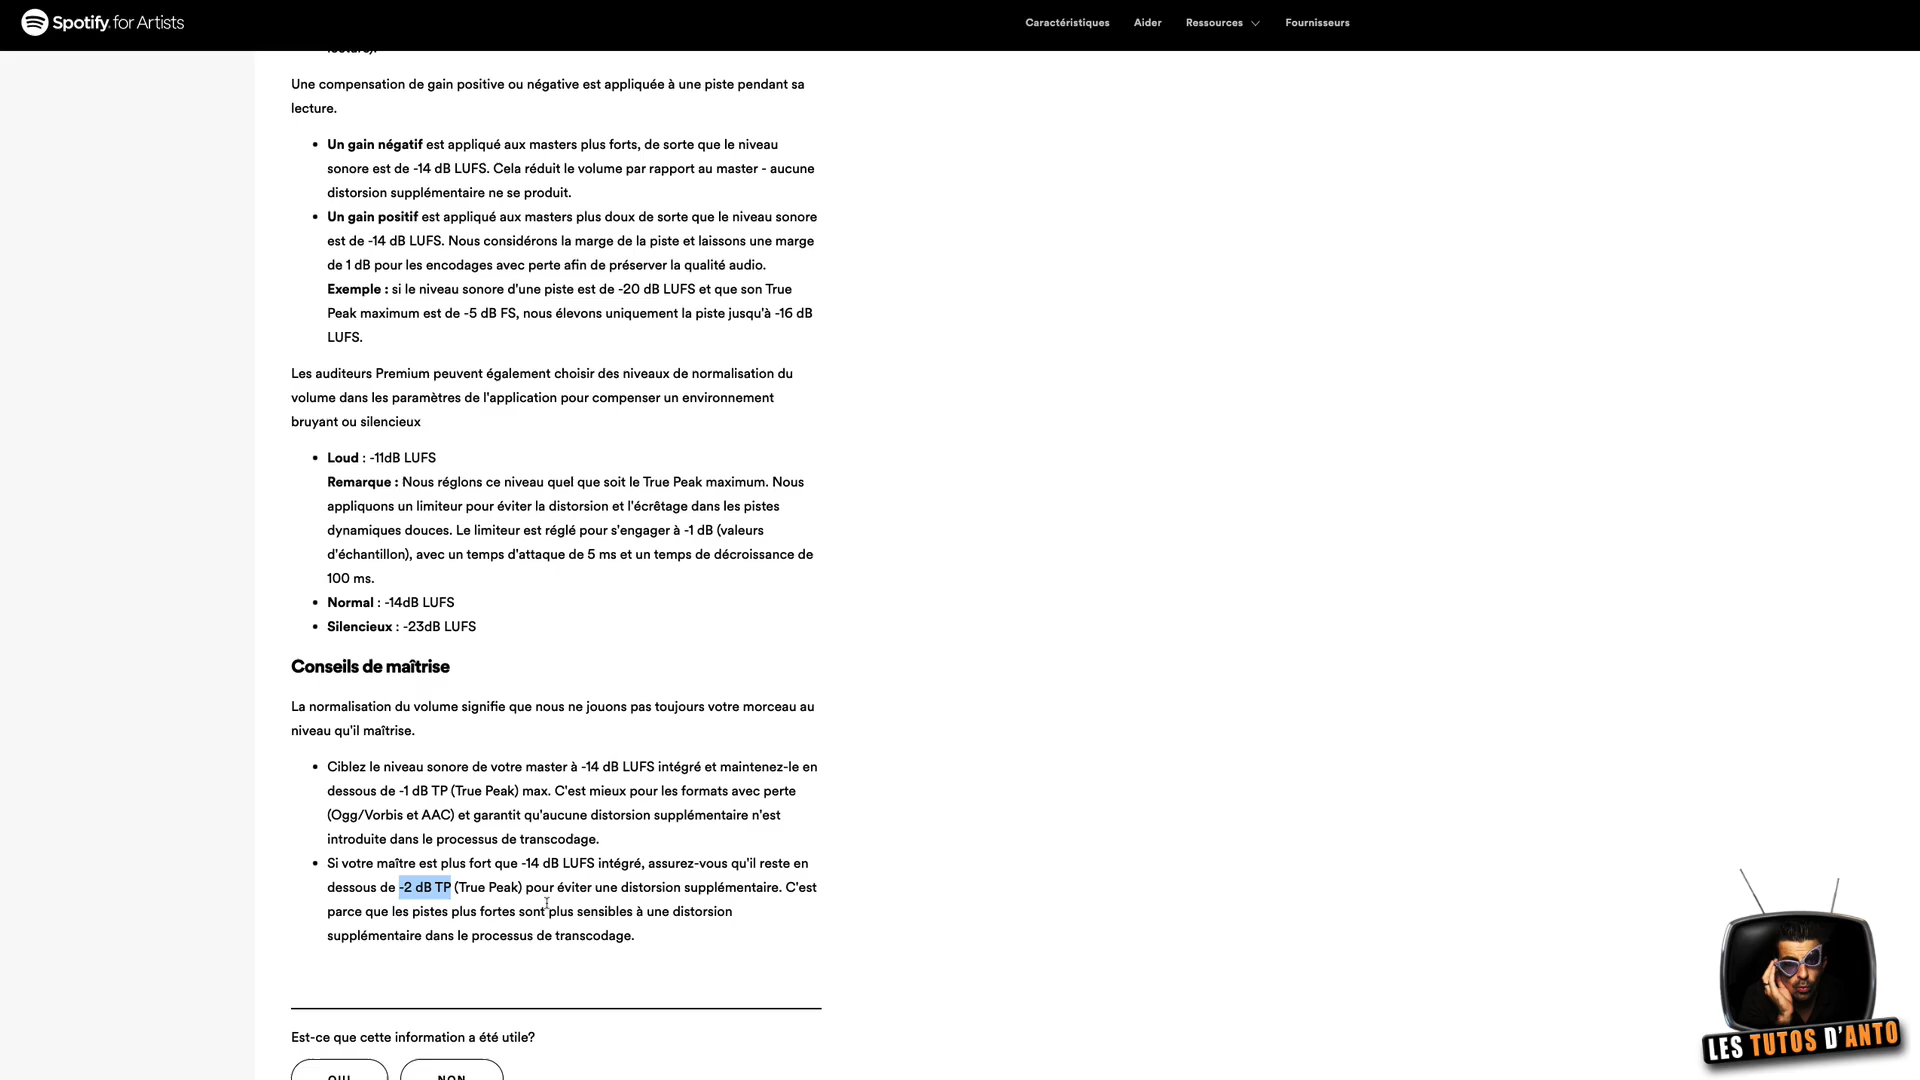 Spotify for Artists
Caractéristiques
Aider
Ressources
Fournisseurs
lecture).
Une compensation de gain positive ou négative est appliquée à une piste pendant sa
lecture.
• Un gain négatif est appliqué aux masters plus forts, de sorte que le niveau
sonore est de -14 dB LUFS. Cela réduit le volume par rapport au master - aucune
distorsion supplémentaire ne se produit.
• Un gain positif est appliqué aux masters plus doux de sorte que le niveau sonore
est de -14 dB LUFS. Nous considérons la marge de la piste et laissons une marge
de 1 dB pour les encodages avec perte afin de préserver la qualité audio.
Exemple : si le niveau sonore d'une piste est de -20 dB LUFS et que son True
Peak maximum est de -5 dB FS, nous élevons uniquement la piste jusqu'à -16 dB
LUFS.
Les auditeurs Premium peuvent également choisir des niveaux de normalisation du
volume dans les paramètres de l'application pour compenser un environnement
bruyant ou silencieux
• Loud : -11dB LUFS
Remarque : Nous réglons ce niveau quel que soit le True Peak maximum. Nous
appliquons un limiteur pour éviter la distorsion et l'écrêtage dans les pistes
dynamiques douces. Le limiteur est réglé pour s'engager à -1 dB (valeurs
d'échantillon), avec un temps d'attaque de 5 ms et un temps de décroissance de
100 ms.
• Normal : -14dB LUFS
• Silencieux : -23dB LUFS
Conseils de maîtrise
La normalisation du volume signifie que nous ne jouons pas toujours votre morceau au
niveau qu'il maîtrise.
• Ciblez le niveau sonore de votre master à -14 dB LUFS intégré et maintenez-le en
dessous de -1 dB TP (True Peak) max. C'est mieux pour les formats avec perte
(Ogg/Vorbis et AAC) et garantit qu'aucune distorsion supplémentaire n'est
introduite dans le processus de transcodage.
• Si votre maître est plus fort que -14 dB LUFS intégré, assurez-vous qu'il reste en
dessous de -2 dB TP (True Peak) pour éviter une distorsion supplémentaire. C'est
parce que les pistes plus fortes sont plus sensibles à une distorsion
supplémentaire dans le processus de transcodage.
Est-ce que cette information a été utile?
OUI
NON
LES TUTOS D'ANTO